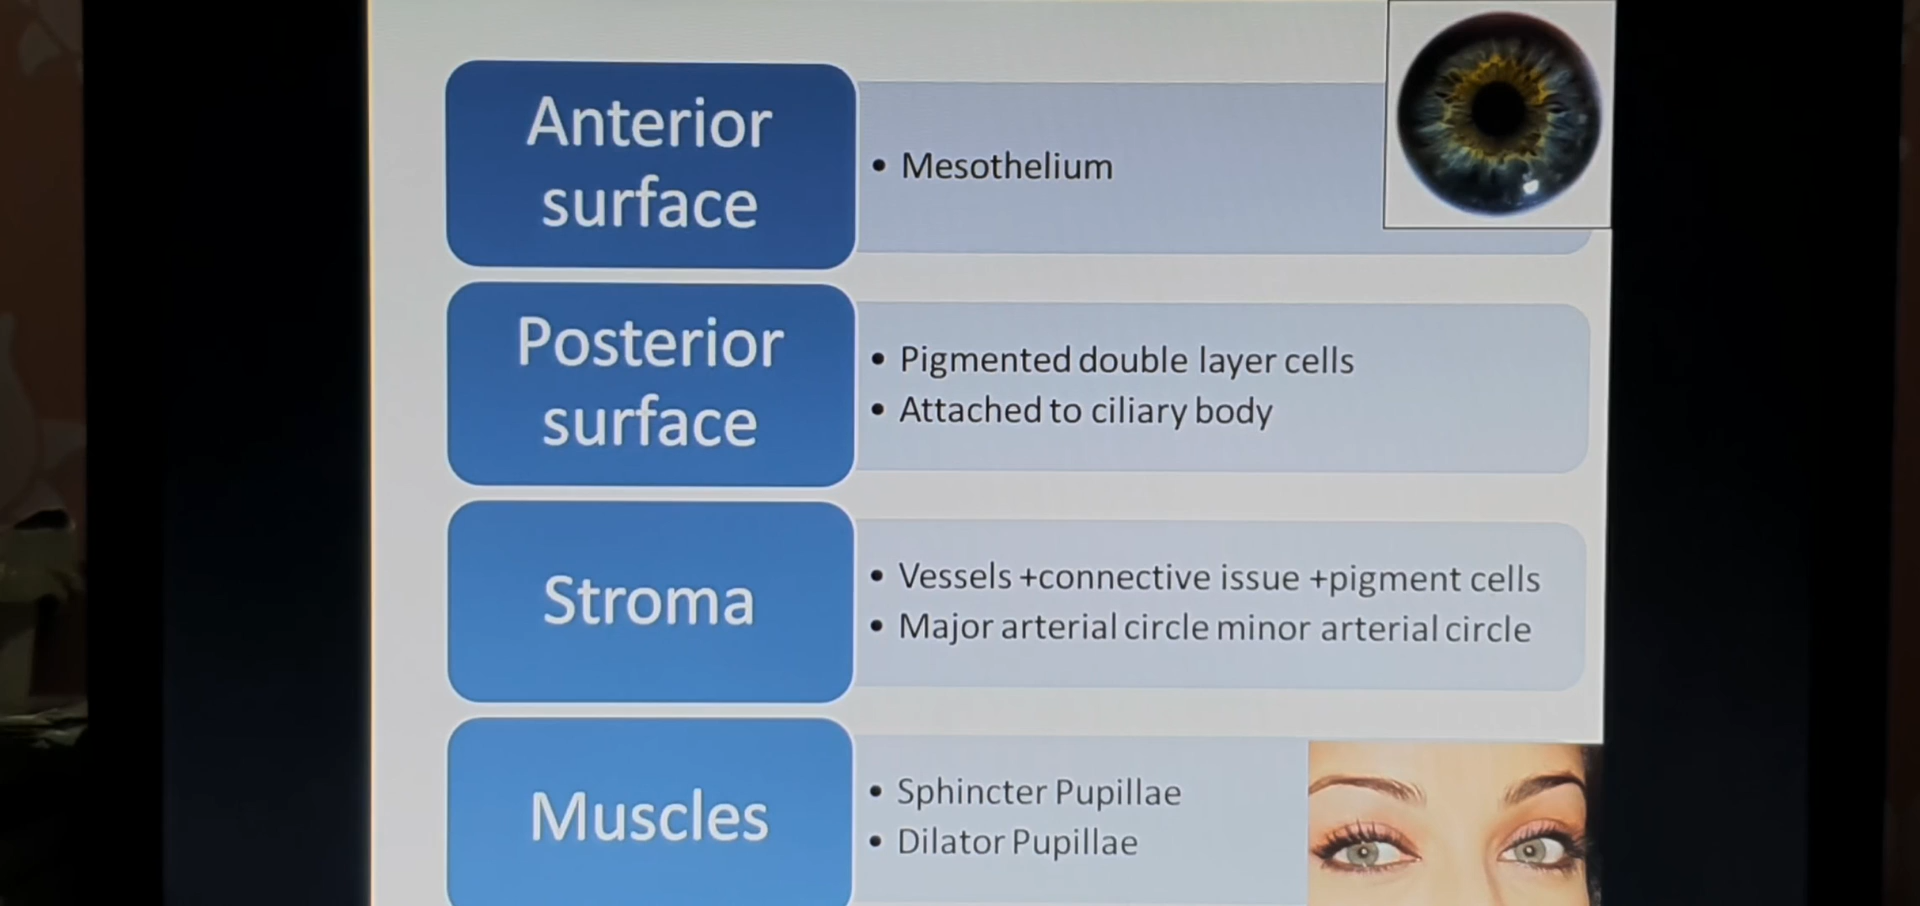 Anterior
surface
• Mesothelium
Posterior
surface
• Pigmented double layer cells
• Attached to ciliary body
Stroma
• Vessels +connective issue +pigment cells
• Major arterial circle minor arterial circle
Muscles
• Sphincter Pupillae
• Dilator Pupillae